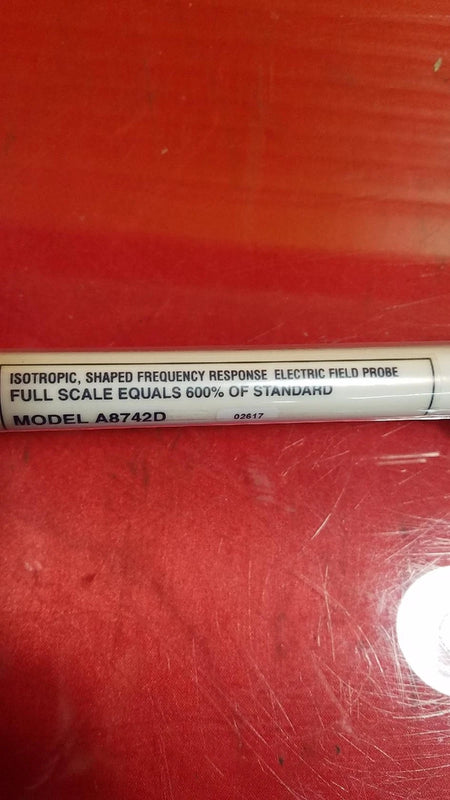 ISOTROPIC, SHAPED FREQUENCY RESPONSE ELECTRIC FIELD PROBE
FULL SCALE EQUALS 600% OF STANDARD
MODEL A8742D 02617